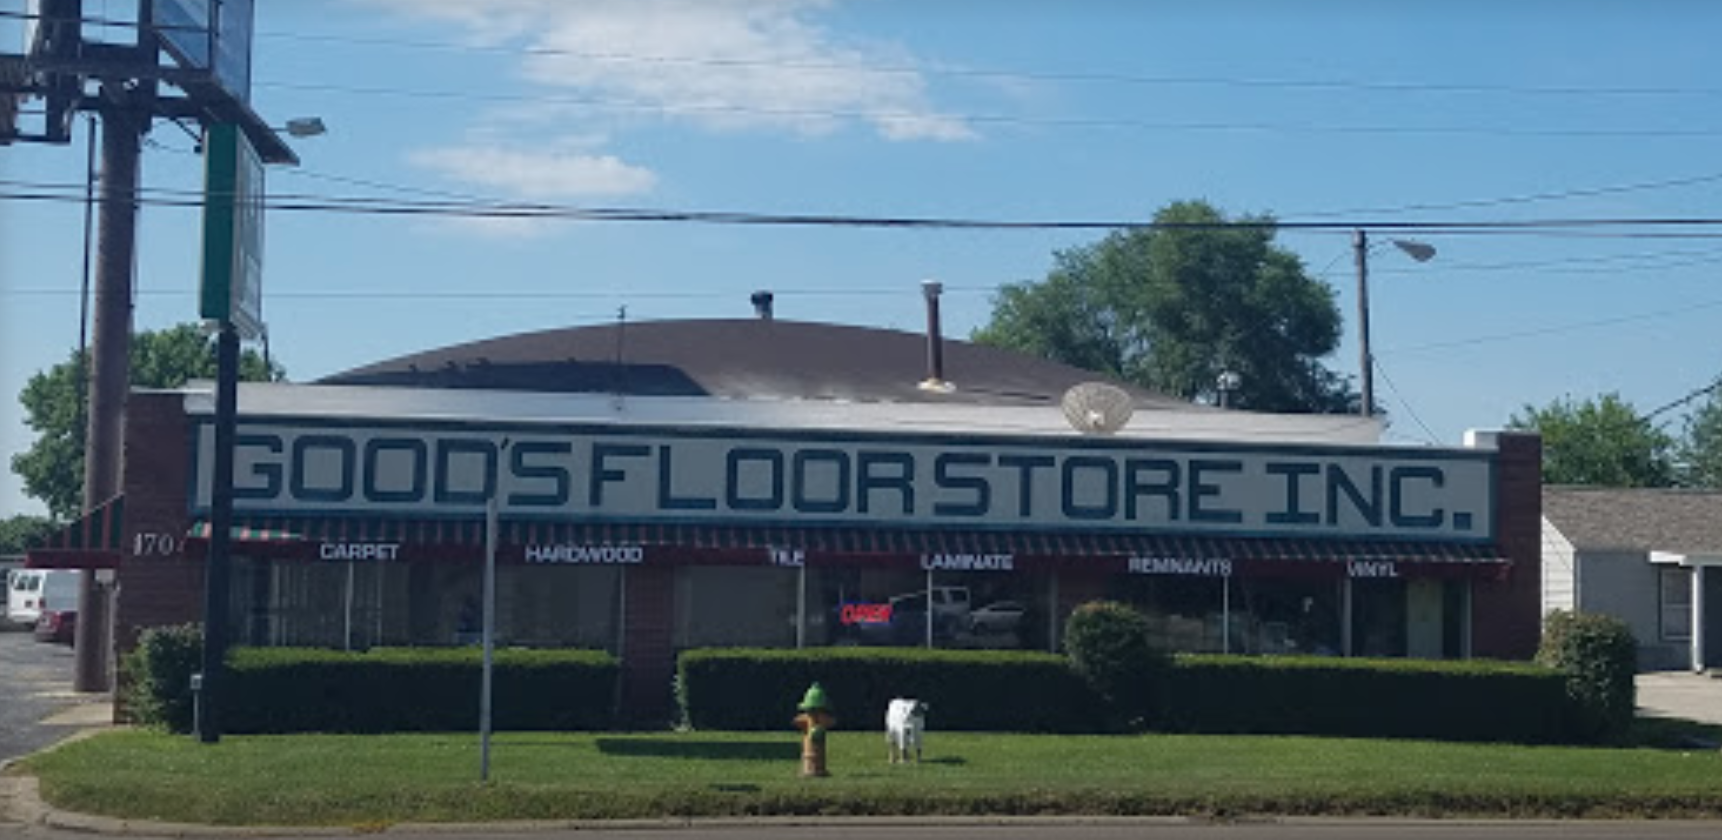 GOOD'S FLOOR STORE INC.
CARPET HARDWOOD TILE LAMINATE REMNANTS VINYL
OPEN